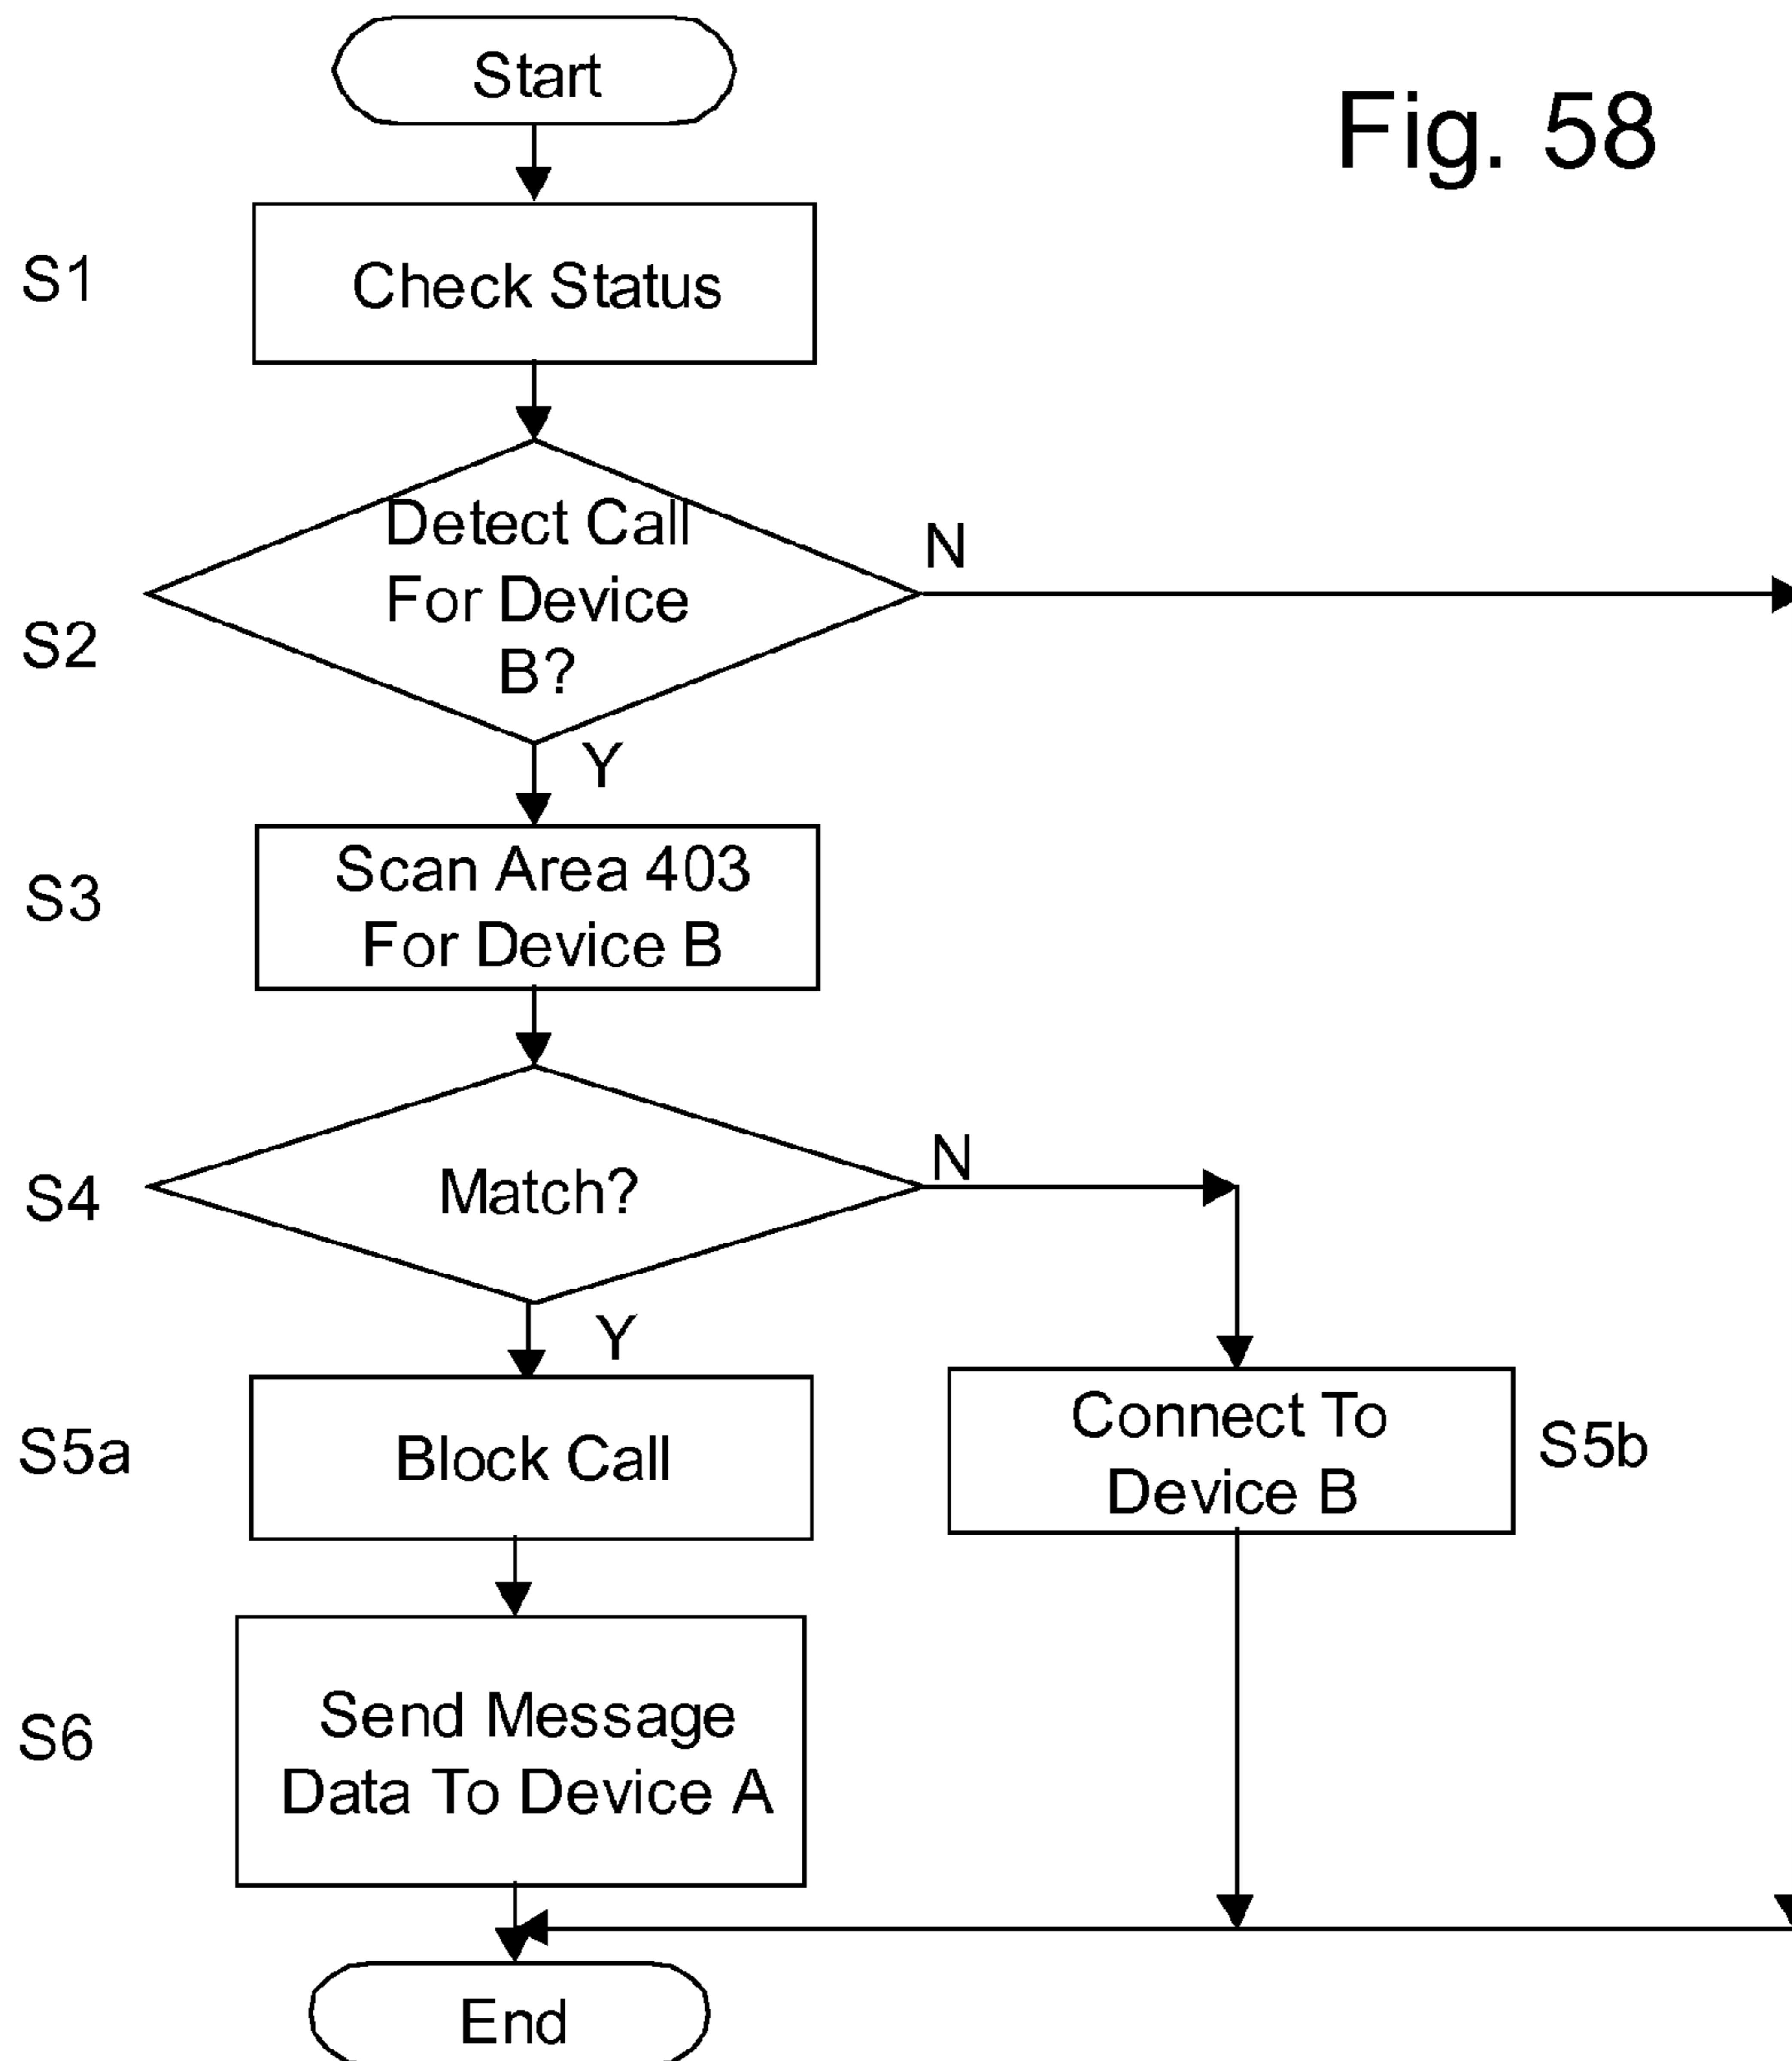 Start
Fig. 58
S1
Check Status
Detect Call
For Device
B?
N
S2
Y
Scan Area 403
For Device B
S3
N
Match?
S4
Y
Block Call
S5a
Connect To
Device B
S5b
Send Message
Data To Device A
S6
End